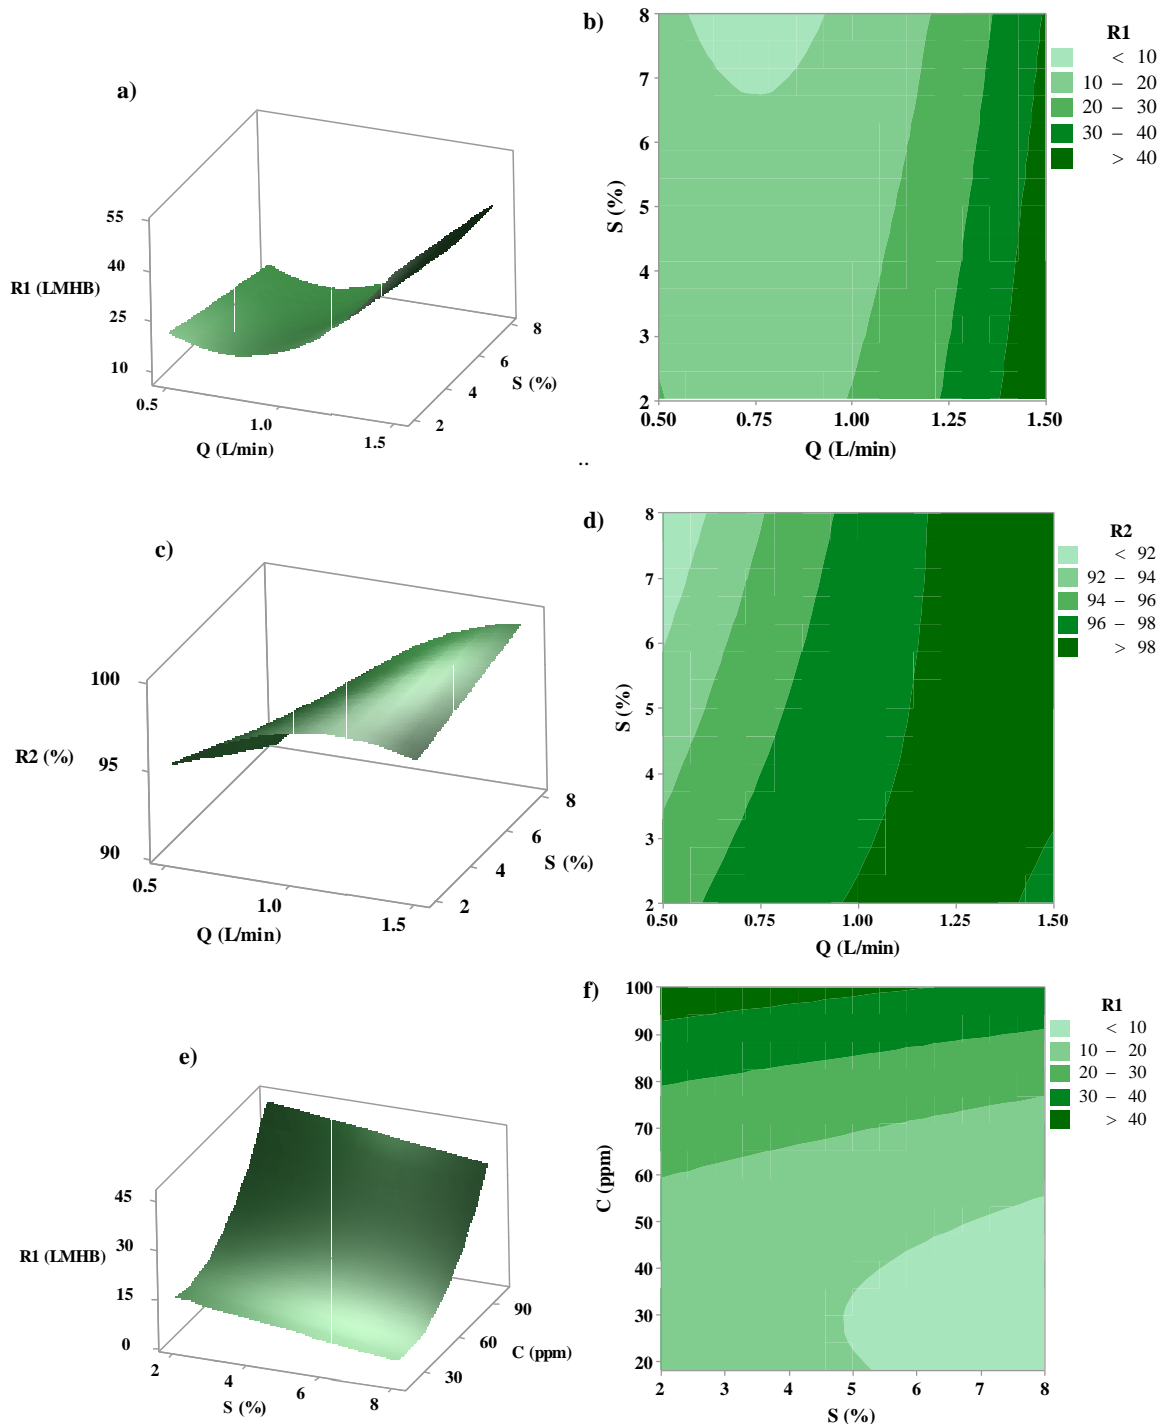 a)
55
40
R1 (LMHB)
25
10
0.5
1.0
1.5
Q (L/min)
2
4
6
8
S (%)
b)
8
7
6
5
4
3
2
S (%)
0.50 0.75 1.00 1.25 1.50
Q (L/min)
R1
< 10
10 – 20
20 – 30
30 – 40
> 40
..
c)
100
R2 (%)
95
90
0.5
1.0
1.5
Q (L/min)
2
4
6
8
S (%)
d)
8
7
6
5
4
3
2
S (%)
0.50 0.75 1.00 1.25 1.50
Q (L/min)
R2
< 92
92 – 94
94 – 96
96 – 98
> 98
e)
45
30
R1 (LMHB)
15
0
2
4
6
8
S (%)
30
60
90
C (ppm)
f)
100
90
80
70
60
50
40
30
20
C (ppm)
2 3 4 5 6 7 8
S (%)
R1
< 10
10 – 20
20 – 30
30 – 40
> 40